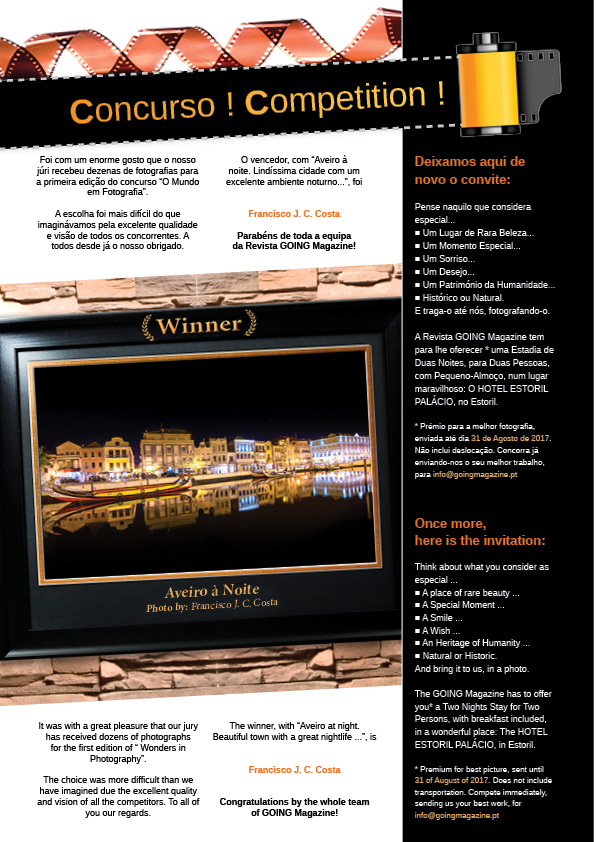 Concurso ! Competition !
Foi com um enorme gosto que o nosso
júri recebeu dezenas de fotografias para
a primeira edição do concurso “O Mundo
em Fotografia”.
A escolha foi mais difícil do que
imaginávamos pela excelente qualidade
e visão de todos os concorrentes. A
todos desde já o nosso obrigado.
O vencedor, com “Aveiro à
noite. Lindíssima cidade com um
excelente ambiente noturno...”, foi
Francisco J. C. Costa
Parabéns de toda a equipa
da Revista GOING Magazine!
Winner
Aveiro à Noite
Photo by: Francisco J. C. Costa
It was with a great pleasure that our jury
has received dozens of photographs
for the first edition of “ Wonders in
Photography”.
The choice was more difficult than we
have imagined due the excellent quality
and vision of all the competitors. To all of
you our regards.
The winner, with “Aveiro at night.
Beautiful town with a great nightlife ...”, is
Francisco J. C. Costa
Congratulations by the whole team
of GOING Magazine!
Deixamos aqui de
novo o convite:
Pense naquilo que considera
especial...
■ Um Lugar de Rara Beleza...
■ Um Momento Especial...
■ Um Sorriso...
■ Um Desejo...
■ Um Património da Humanidade...
■ Histórico ou Natural.
E traga-o até nós, fotografando-o.
A Revista GOING Magazine tem
para lhe oferecer * uma Estadia de
Duas Noites, para Duas Pessoas,
com Pequeno-Almoço, num lugar
maravilhoso: O HOTEL ESTORIL
PALÁCIO, no Estoril.
* Prémio para a melhor fotografia,
enviada até dia 31 de Agosto de 2017.
Não inclui deslocação. Concorra já
enviando-nos o seu melhor trabalho,
para info@goingmagazine.pt
Once more,
here is the invitation:
Think about what you consider as
especial ...
■ A place of rare beauty ...
■ A Special Moment ...
■ A Smile ...
■ A Wish ...
■ An Heritage of Humanity ...
■ Natural or Historic.
And bring it to us, in a photo.
The GOING Magazine has to offer
you* a Two Nights Stay for Two
Persons, with breakfast included,
in a wonderful place: The HOTEL
ESTORIL PALÁCIO, in Estoril.
* Premium for best picture, sent until
31 of August of 2017. Does not include
transportation. Compete immediately,
sending us your best work, for
info@goingmagazine.pt